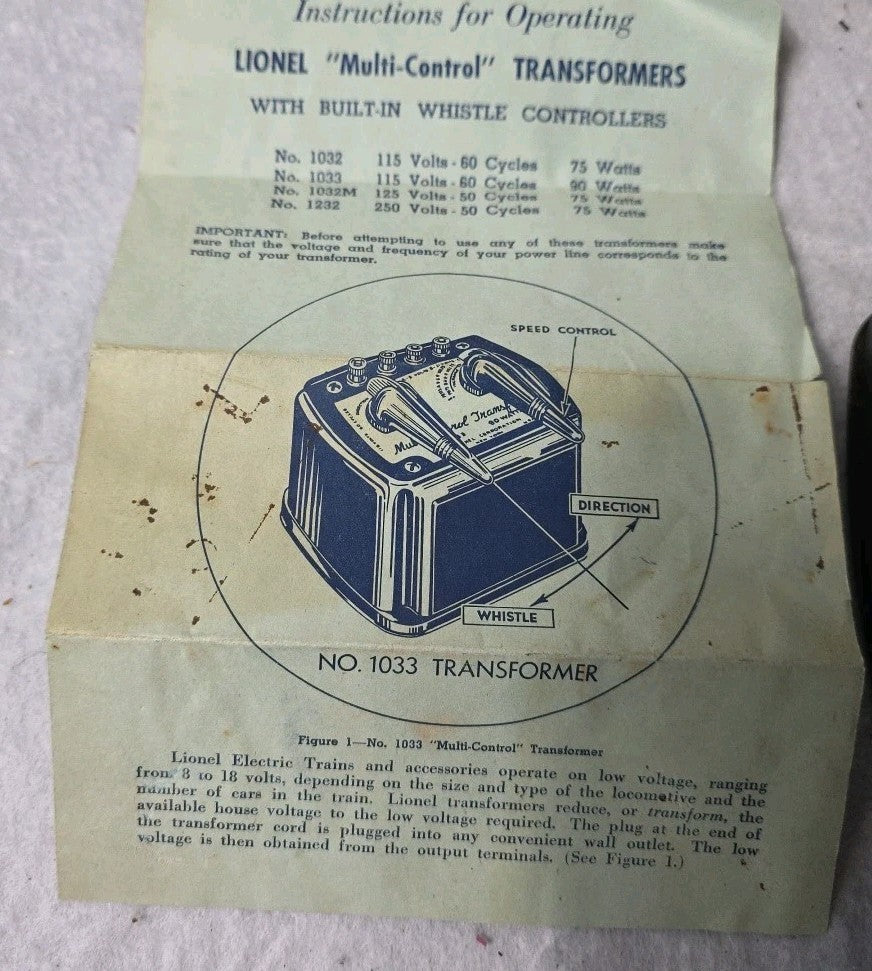 Instructions for Operating
LIONEL "Multi-Control" TRANSFORMERS
WITH BUILT-IN WHISTLE CONTROLLERS
No. 1032 115 Volts - 60 Cycles 75 Watts
No. 1033 115 Volts - 60 Cycles 90 Watts
No. 1032M 125 Volts - 50 Cycles 75 Watts
No. 1232 250 Volts - 50 Cycles 75 Watts
IMPORTANT: Before attempting to use any of these transformers make
sure that the voltage and frequency of your power line corresponds to the
rating of your transformer.
SPEED CONTROL
90 WATT
CORPORATION
DIRECTION
WHISTLE
NO. 1033 TRANSFORMER
Figure 1—No. 1033 "Multi-Control" Transformer
Lionel Electric Trains and accessories operate on low voltage, ranging
from 8 to 18 volts, depending on the size and type of the locomotive and the
number of cars in the train. Lionel transformers reduce, or transform, the
available house voltage to the low voltage required. The plug at the end of
the transformer cord is plugged into any convenient wall outlet. The low
voltage is then obtained from the output terminals. (See Figure 1.)